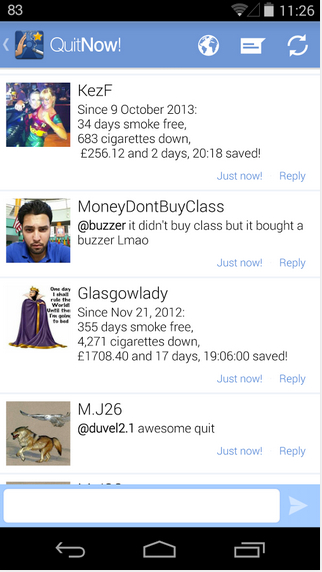 83
11:26
QuitNow!
KezF
Since 9 October 2013:
34 days smoke free,
683 cigarettes down,
£256.12 and 2 days, 20:18 saved!
Just now! Reply
MoneyDontBuyClass
@buzzer it didn't buy class but it bought a
buzzer Lmao
Just now! Reply
One day
I shall
rule the
World!
Until then
I'm going
to bed
Glasgowlady
Since Nov 21, 2012:
355 days smoke free,
4,271 cigarettes down,
£1708.40 and 17 days, 19:06:00 saved!
Just now! Reply
M.J26
@duvel2.1 awesome quit
Just now! Reply